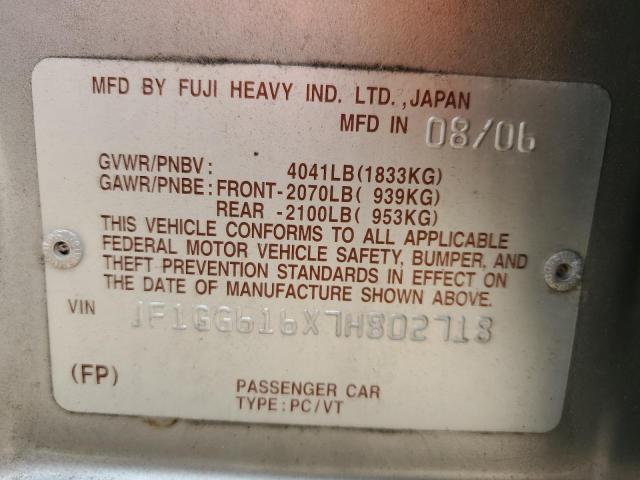 MFD BY FUJI HEAVY IND. LTD.,JAPAN
MFD IN 08/06
GVWR/PNBV: 4041LB(1833KG)
GAWR/PNBE: FRONT-2070LB( 939KG)
REAR -2100LB( 953KG)
THIS VEHICLE CONFORMS TO ALL APPLICABLE
FEDERAL MOTOR VEHICLE SAFETY, BUMPER, AND
THEFT PREVENTION STANDARDS IN EFFECT ON
THE DATE OF MANUFACTURE SHOWN ABOVE.
VIN JF1GG616X7H802718
(FP) PASSENGER CAR
TYPE:PC/VT